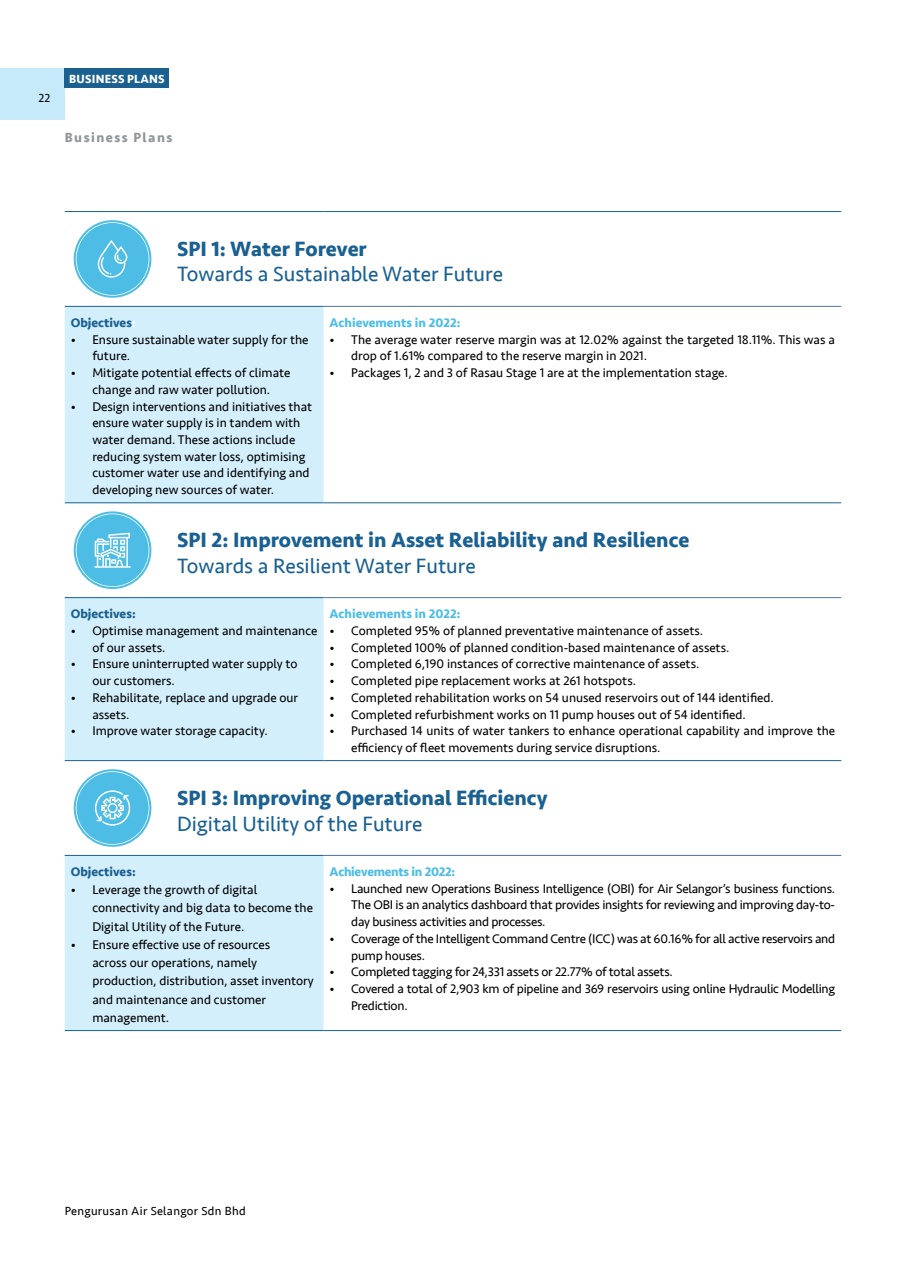 BUSINESS PLANS
22
Business Plans
SPI 1: Water Forever
Towards a Sustainable Water Future
Objectives
• Ensure sustainable water supply for the
future.
• Mitigate potential effects of climate
change and raw water pollution.
• Design interventions and initiatives that
ensure water supply is in tandem with
water demand. These actions include
reducing system water loss, optimising
customer water use and identifying and
developing new sources of water.
Achievements in 2022:
• The average water reserve margin was at 12.02% against the targeted 18.11%. This was a
drop of 1.61% compared to the reserve margin in 2021.
• Packages 1, 2 and 3 of Rasau Stage 1 are at the implementation stage.
SPI 2: Improvement in Asset Reliability and Resilience
Towards a Resilient Water Future
Objectives:
• Optimise management and maintenance
of our assets.
• Ensure uninterrupted water supply to
our customers.
• Rehabilitate, replace and upgrade our
assets.
• Improve water storage capacity.
Achievements in 2022:
• Completed 95% of planned preventative maintenance of assets.
• Completed 100% of planned condition-based maintenance of assets.
• Completed 6,190 instances of corrective maintenance of assets.
• Completed pipe replacement works at 261 hotspots.
• Completed rehabilitation works on 54 unused reservoirs out of 144 identified.
• Completed refurbishment works on 11 pump houses out of 54 identified.
• Purchased 14 units of water tankers to enhance operational capability and improve the
efficiency of fleet movements during service disruptions.
SPI 3: Improving Operational Efficiency
Digital Utility of the Future
Objectives:
• Leverage the growth of digital
connectivity and big data to become the
Digital Utility of the Future.
• Ensure effective use of resources
across our operations, namely
production, distribution, asset inventory
and maintenance and customer
management.
Achievements in 2022:
• Launched new Operations Business Intelligence (OBI) for Air Selangor’s business functions.
The OBI is an analytics dashboard that provides insights for reviewing and improving day-to-
day business activities and processes.
• Coverage of the Intelligent Command Centre (ICC) was at 60.16% for all active reservoirs and
pump houses.
• Completed tagging for 24,331 assets or 22.77% of total assets.
• Covered a total of 2,903 km of pipeline and 369 reservoirs using online Hydraulic Modelling
Prediction.
Pengurusan Air Selangor Sdn Bhd